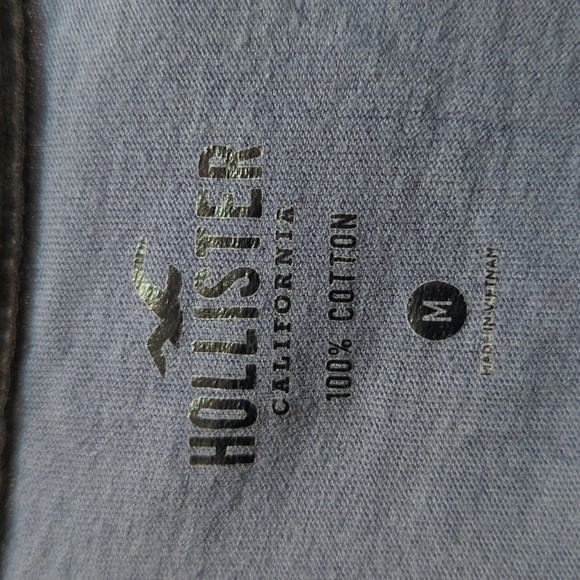 HOLLISTER
CALIFORNIA
100% COTTON
M
MADE IN VIETNAM